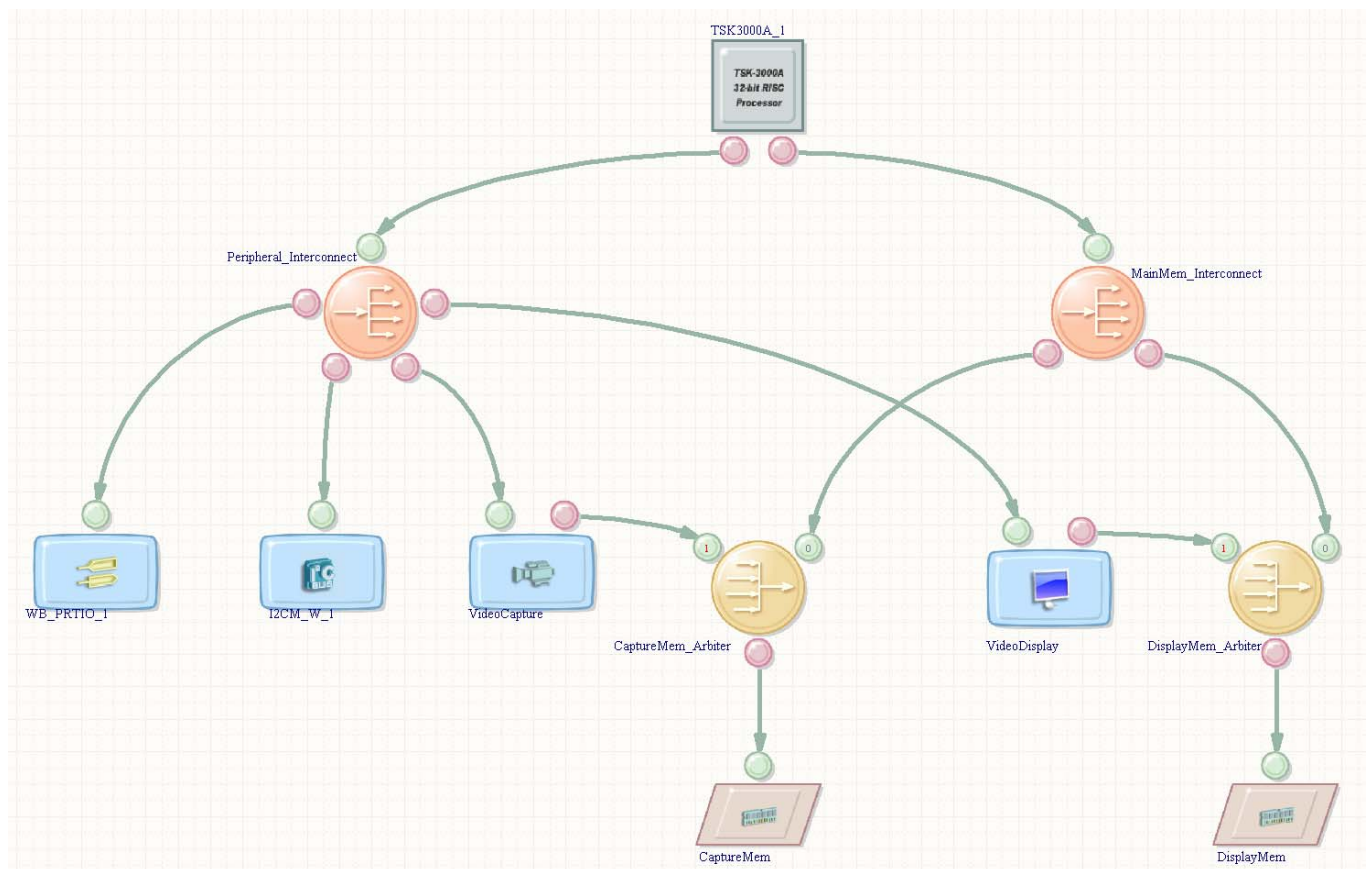 TSK3000A_1
TSK-3000A
32-bit RISC
Processor
Peripheral_Interconnect
MainMem_Interconnect
1
0
1
0
WB_PRTIO_1
I2CM_W_1
VideoCapture
CaptureMem_Arbiter
VideoDisplay
DisplayMem_Arbiter
CaptureMem
DisplayMem